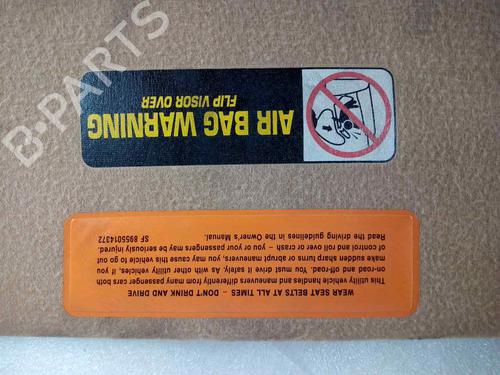 WEAR SEAT BELTS AT ALL TIMES - DON'T DRINK AND DRIVE
This utility vehicle handles and maneuvers differently from many passenger cars both
on-road and off-road. You must drive it safely. As with other utility vehicles, if you
make sudden sharp turns or abrupt maneuvers, you may cause this vehicle to go out
of control and roll over or crash – you or your passengers may be seriously injured.
Read the driving guidelines in the Owner's Manual.
SF 8955014372
AIR BAG WARNING
FLIP VISOR OVER
B-PARTS